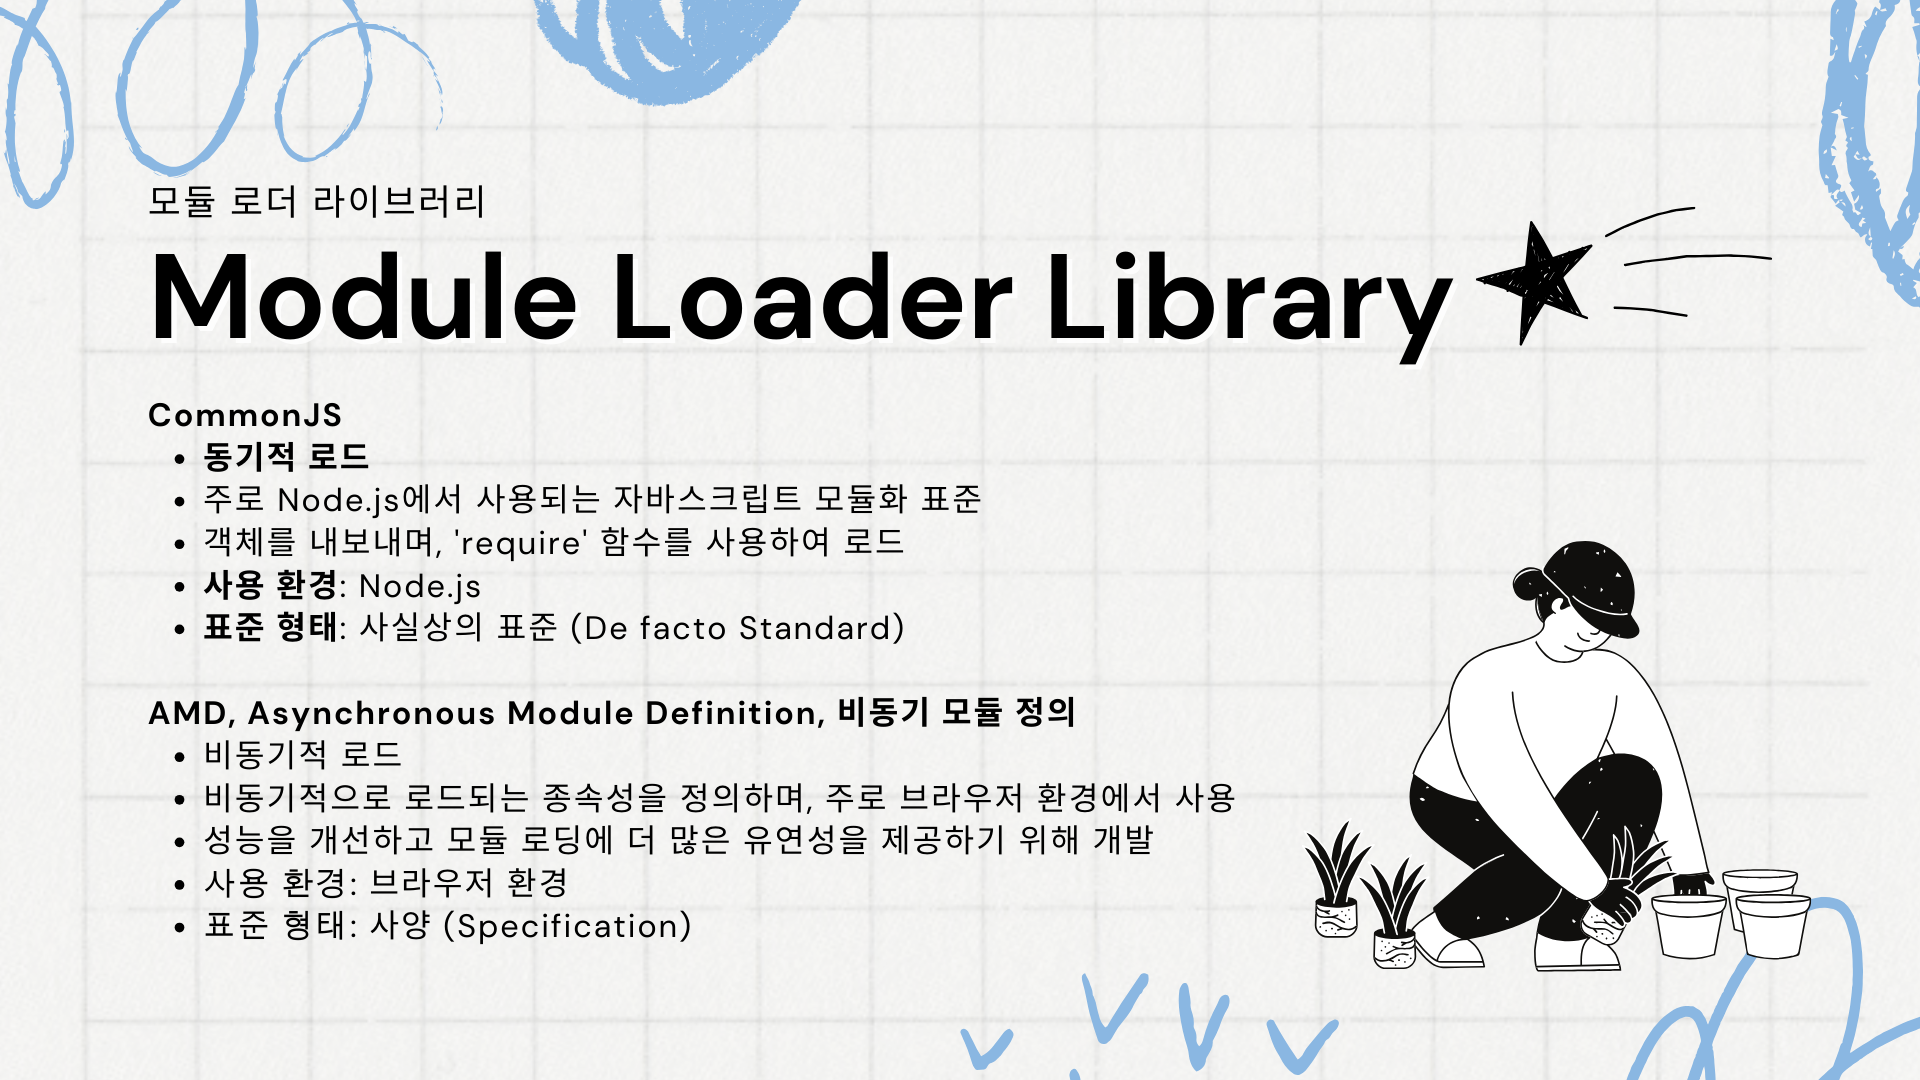 모듈 로더 라이브러리
Module Loader Library
CommonJS
• 동기적 로드
• 주로 Node.js에서 사용되는 자바스크립트 모듈화 표준
• 객체를 내보내며, 'require' 함수를 사용하여 로드
• 사용 환경: Node.js
• 표준 형태: 사실상의 표준 (De facto Standard)
AMD, Asynchronous Module Definition, 비동기 모듈 정의
• 비동기적 로드
• 비동기적으로 로드되는 종속성을 정의하며, 주로 브라우저 환경에서 사용
• 성능을 개선하고 모듈 로딩에 더 많은 유연성을 제공하기 위해 개발
• 사용 환경: 브라우저 환경
• 표준 형태: 사양 (Specification)